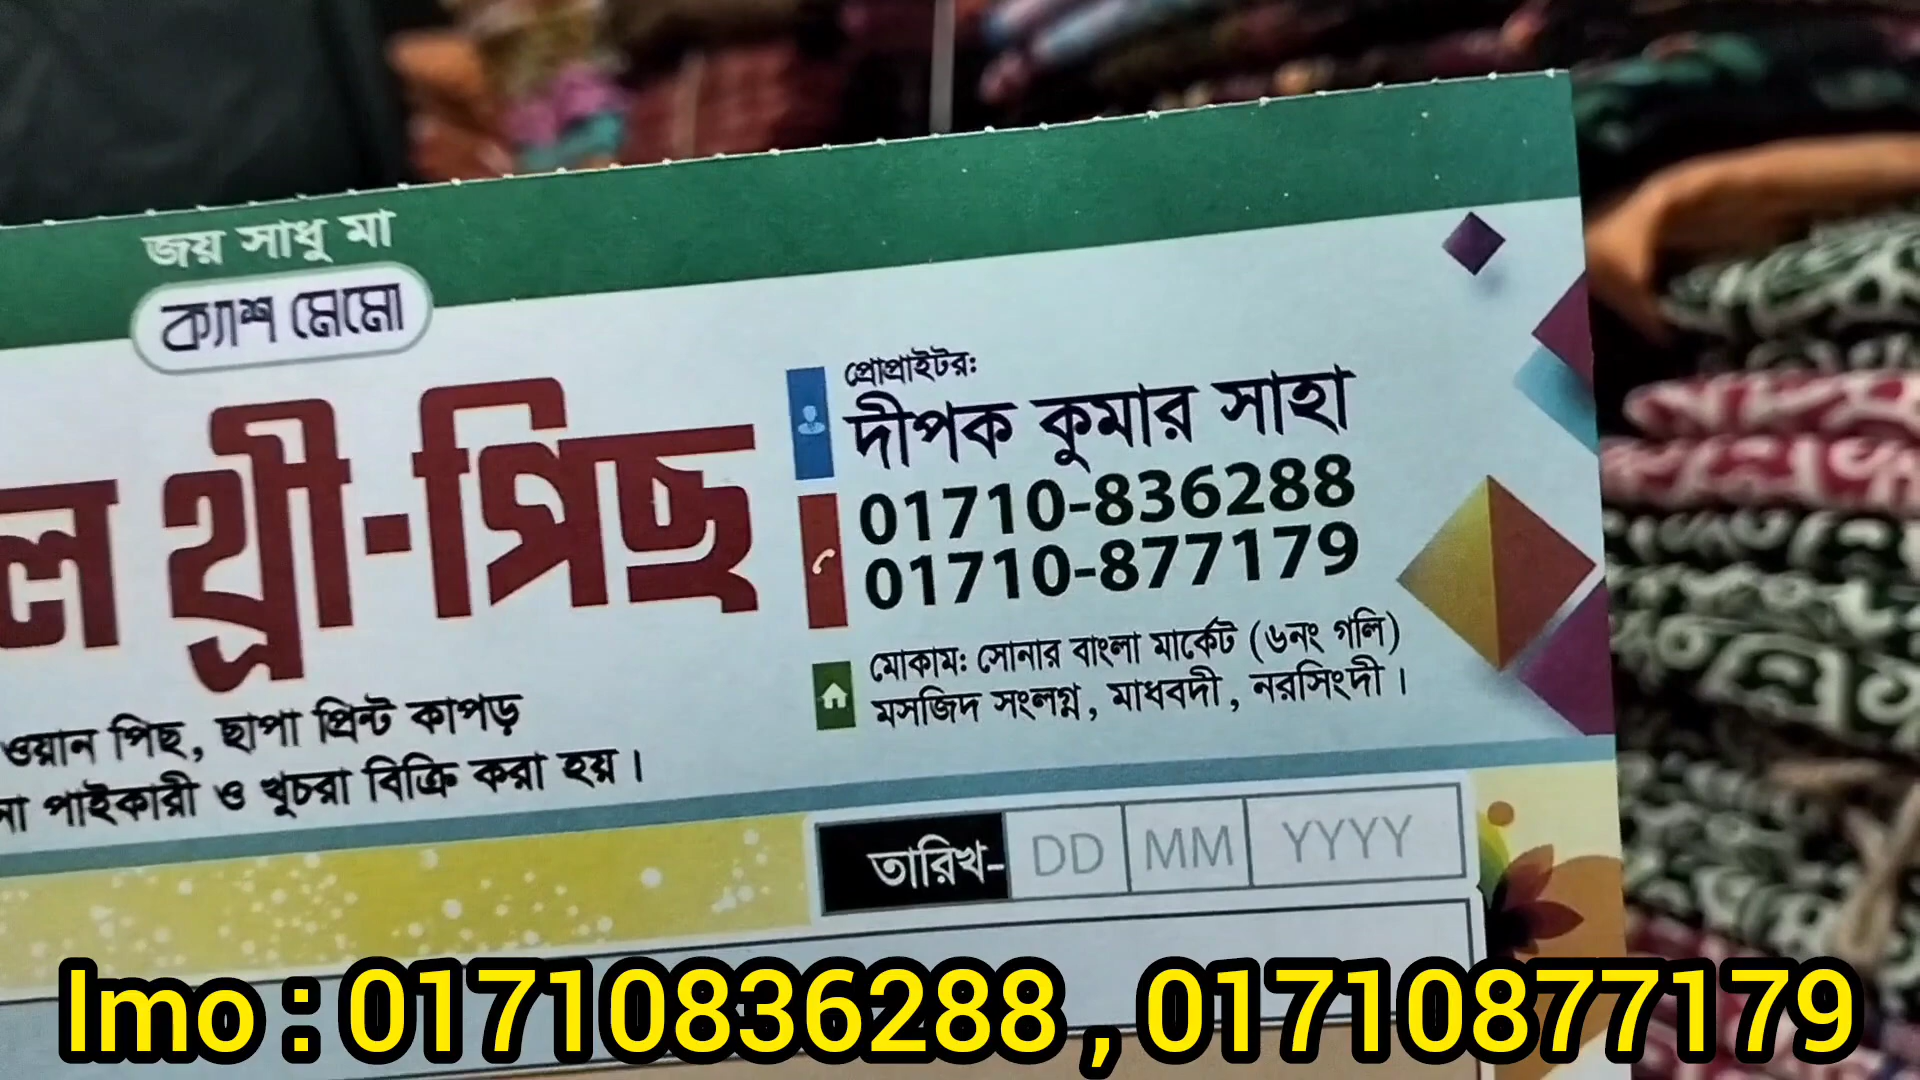 জয় সাধু মা
ক্যাশ মেমো
ল থ্রী-পিছ
প্রোপ্রাইটর:
দীপক কুমার সাহা
01710-836288
01710-877179
মোকাম: সোনার বাংলা মার্কেট (৬নং গলি)
মসজিদ সংলগ্ন, মাধবদী, নরসিংদী।
ওয়ান পিছ, ছাপা প্রিন্ট কাপড়
পাইকারী ও খুচরা বিক্রি করা হয়।
তারিখ- DD MM YYYY
Imo : 01710836288 , 01710877179